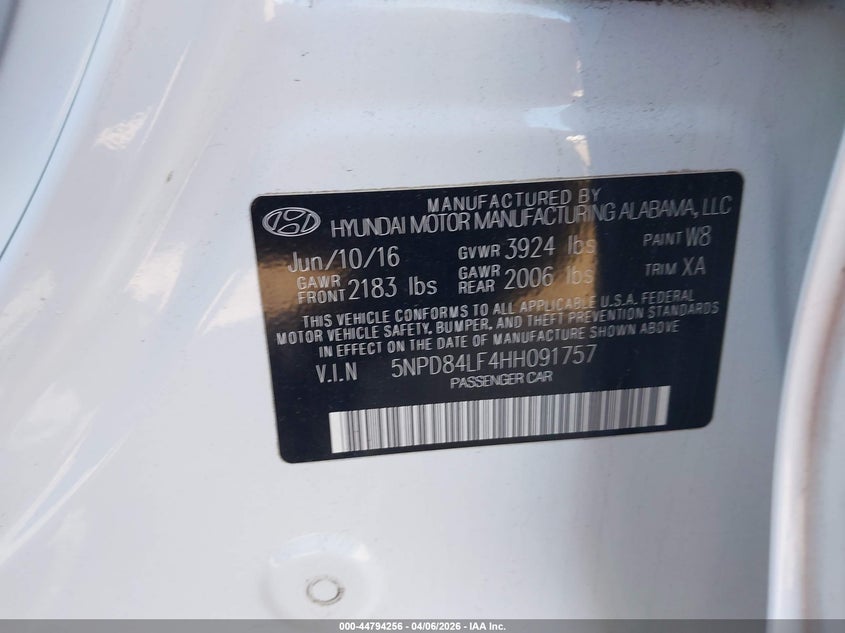 MANUFACTURED BY
HYUNDAI MOTOR MANUFACTURING ALABAMA, LLC
Jun/10/16 GVWR 3924 lbs PAINT W8
GAWR FRONT 2183 lbs GAWR REAR 2006 lbs TRIM XA
THIS VEHICLE CONFORMS TO ALL APPLICABLE U.S.A. FEDERAL
MOTOR VEHICLE SAFETY, BUMPER, AND THEFT PREVENTION STANDARDS
IN EFFECT ON THE DATE OF MANUFACTURE SHOWN ABOVE
V.I.N 5NPD84LF4HH091757
PASSENGER CAR
000-44794256 - 04/06/2026 - IAA Inc.